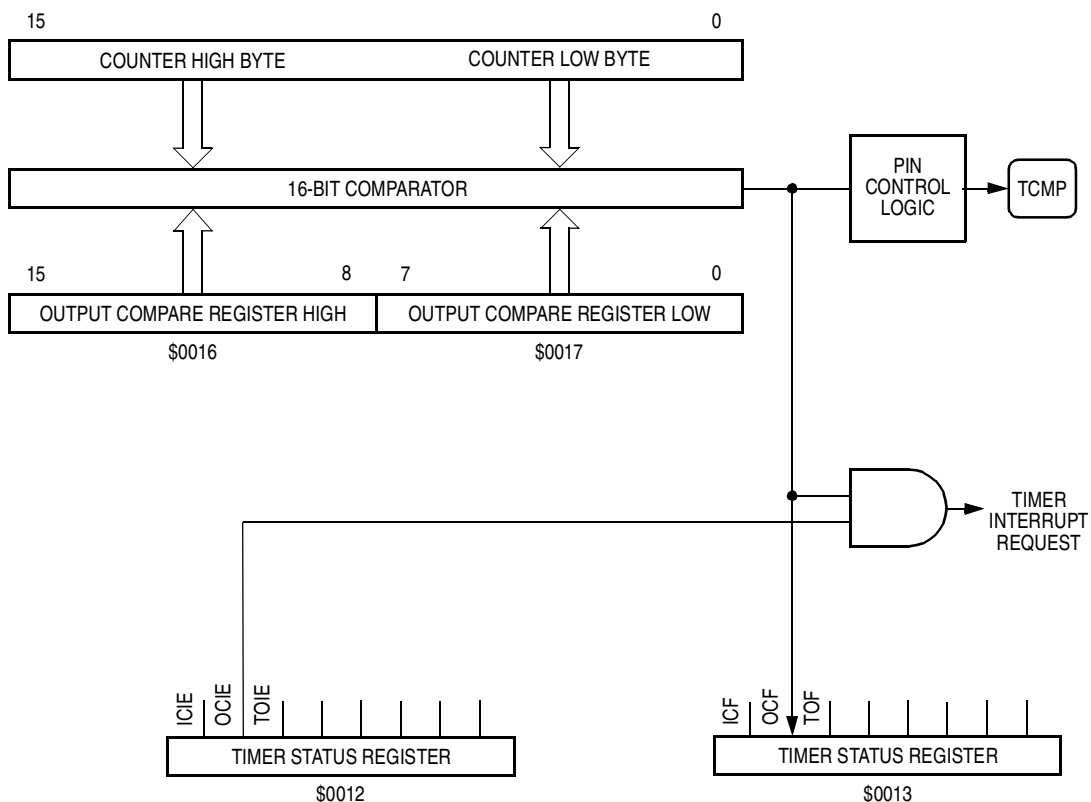 15 0
COUNTER HIGH BYTE COUNTER LOW BYTE
16-BIT COMPARATOR
PIN
CONTROL
LOGIC
TCMP
15 8 7 0
OUTPUT COMPARE REGISTER HIGH OUTPUT COMPARE REGISTER LOW
$0016 $0017
TIMER
INTERRUPT
REQUEST
ICIE OCIE TOIE
TIMER STATUS REGISTER
$0012
ICF OCF TOF
TIMER STATUS REGISTER
$0013